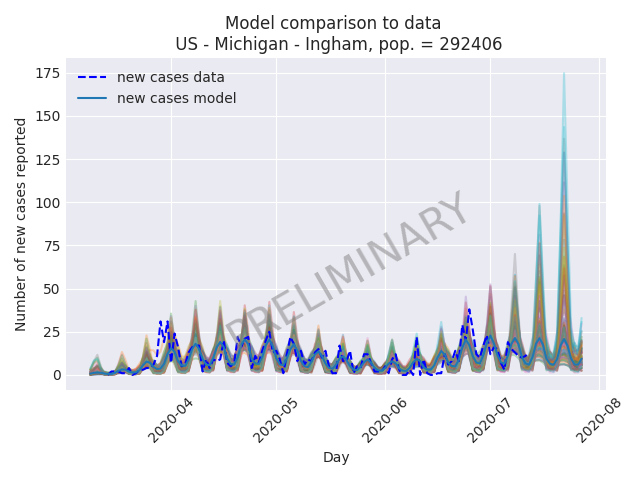 Model comparison to data
US - Michigan - Ingham, pop. = 292406
new cases data
new cases model
Number of new cases reported
175
150
125
100
75
50
25
0
PRELIMINARY
2020-04
2020-05
2020-06
2020-07
2020-08
Day